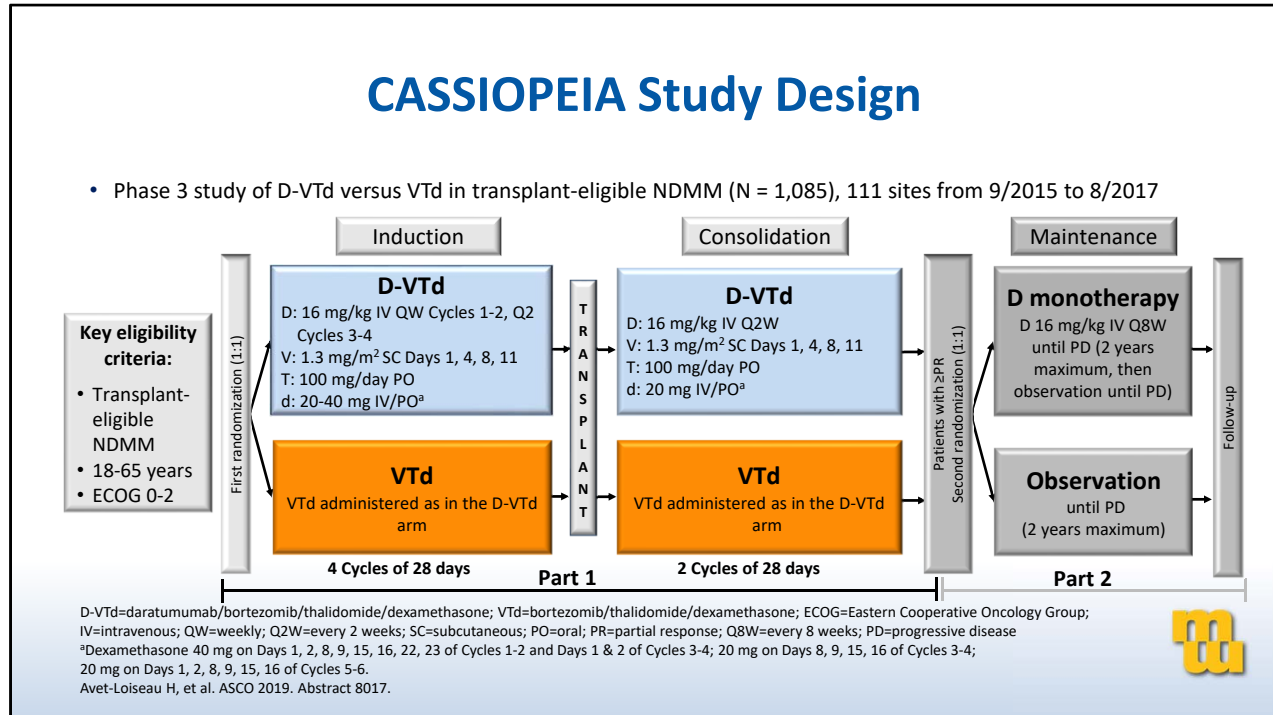 CASSIOPEIA Study Design
• Phase 3 study of D-VTd versus VTd in transplant-eligible NDMM (N = 1,085), 111 sites from 9/2015 to 8/2017
Induction
Consolidation
Maintenance
Key eligibility
criteria:
• Transplant-
eligible
NDMM
• 18-65 years
• ECOG 0-2
First randomization (1:1)
D-VTd
D: 16 mg/kg IV QW Cycles 1-2, Q2
Cycles 3-4
V: 1.3 mg/m² SC Days 1, 4, 8, 11
T: 100 mg/day PO
d: 20-40 mg IV/POᵃ
VTd
VTd administered as in the D-VTd
arm
4 Cycles of 28 days
TRANSPLANT
D-VTd
D: 16 mg/kg IV Q2W
V: 1.3 mg/m² SC Days 1, 4, 8, 11
T: 100 mg/day PO
d: 20 mg IV/POᵃ
VTd
VTd administered as in the D-VTd
arm
2 Cycles of 28 days
Patients with ≥PR
Second randomization (1:1)
D monotherapy
D 16 mg/kg IV Q8W
until PD (2 years
maximum, then
observation until PD)
Observation
until PD
(2 years maximum)
Follow-up
Part 1
Part 2
D-VTd=daratumumab/bortezomib/thalidomide/dexamethasone; VTd=bortezomib/thalidomide/dexamethasone; ECOG=Eastern Cooperative Oncology Group;
IV=intravenous; QW=weekly; Q2W=every 2 weeks; SC=subcutaneous; PO=oral; PR=partial response; Q8W=every 8 weeks; PD=progressive disease
ᵃDexamethasone 40 mg on Days 1, 2, 8, 9, 15, 16, 22, 23 of Cycles 1-2 and Days 1 & 2 of Cycles 3-4; 20 mg on Days 8, 9, 15, 16 of Cycles 3-4;
20 mg on Days 1, 2, 8, 9, 15, 16 of Cycles 5-6.
Avet-Loiseau H, et al. ASCO 2019. Abstract 8017.